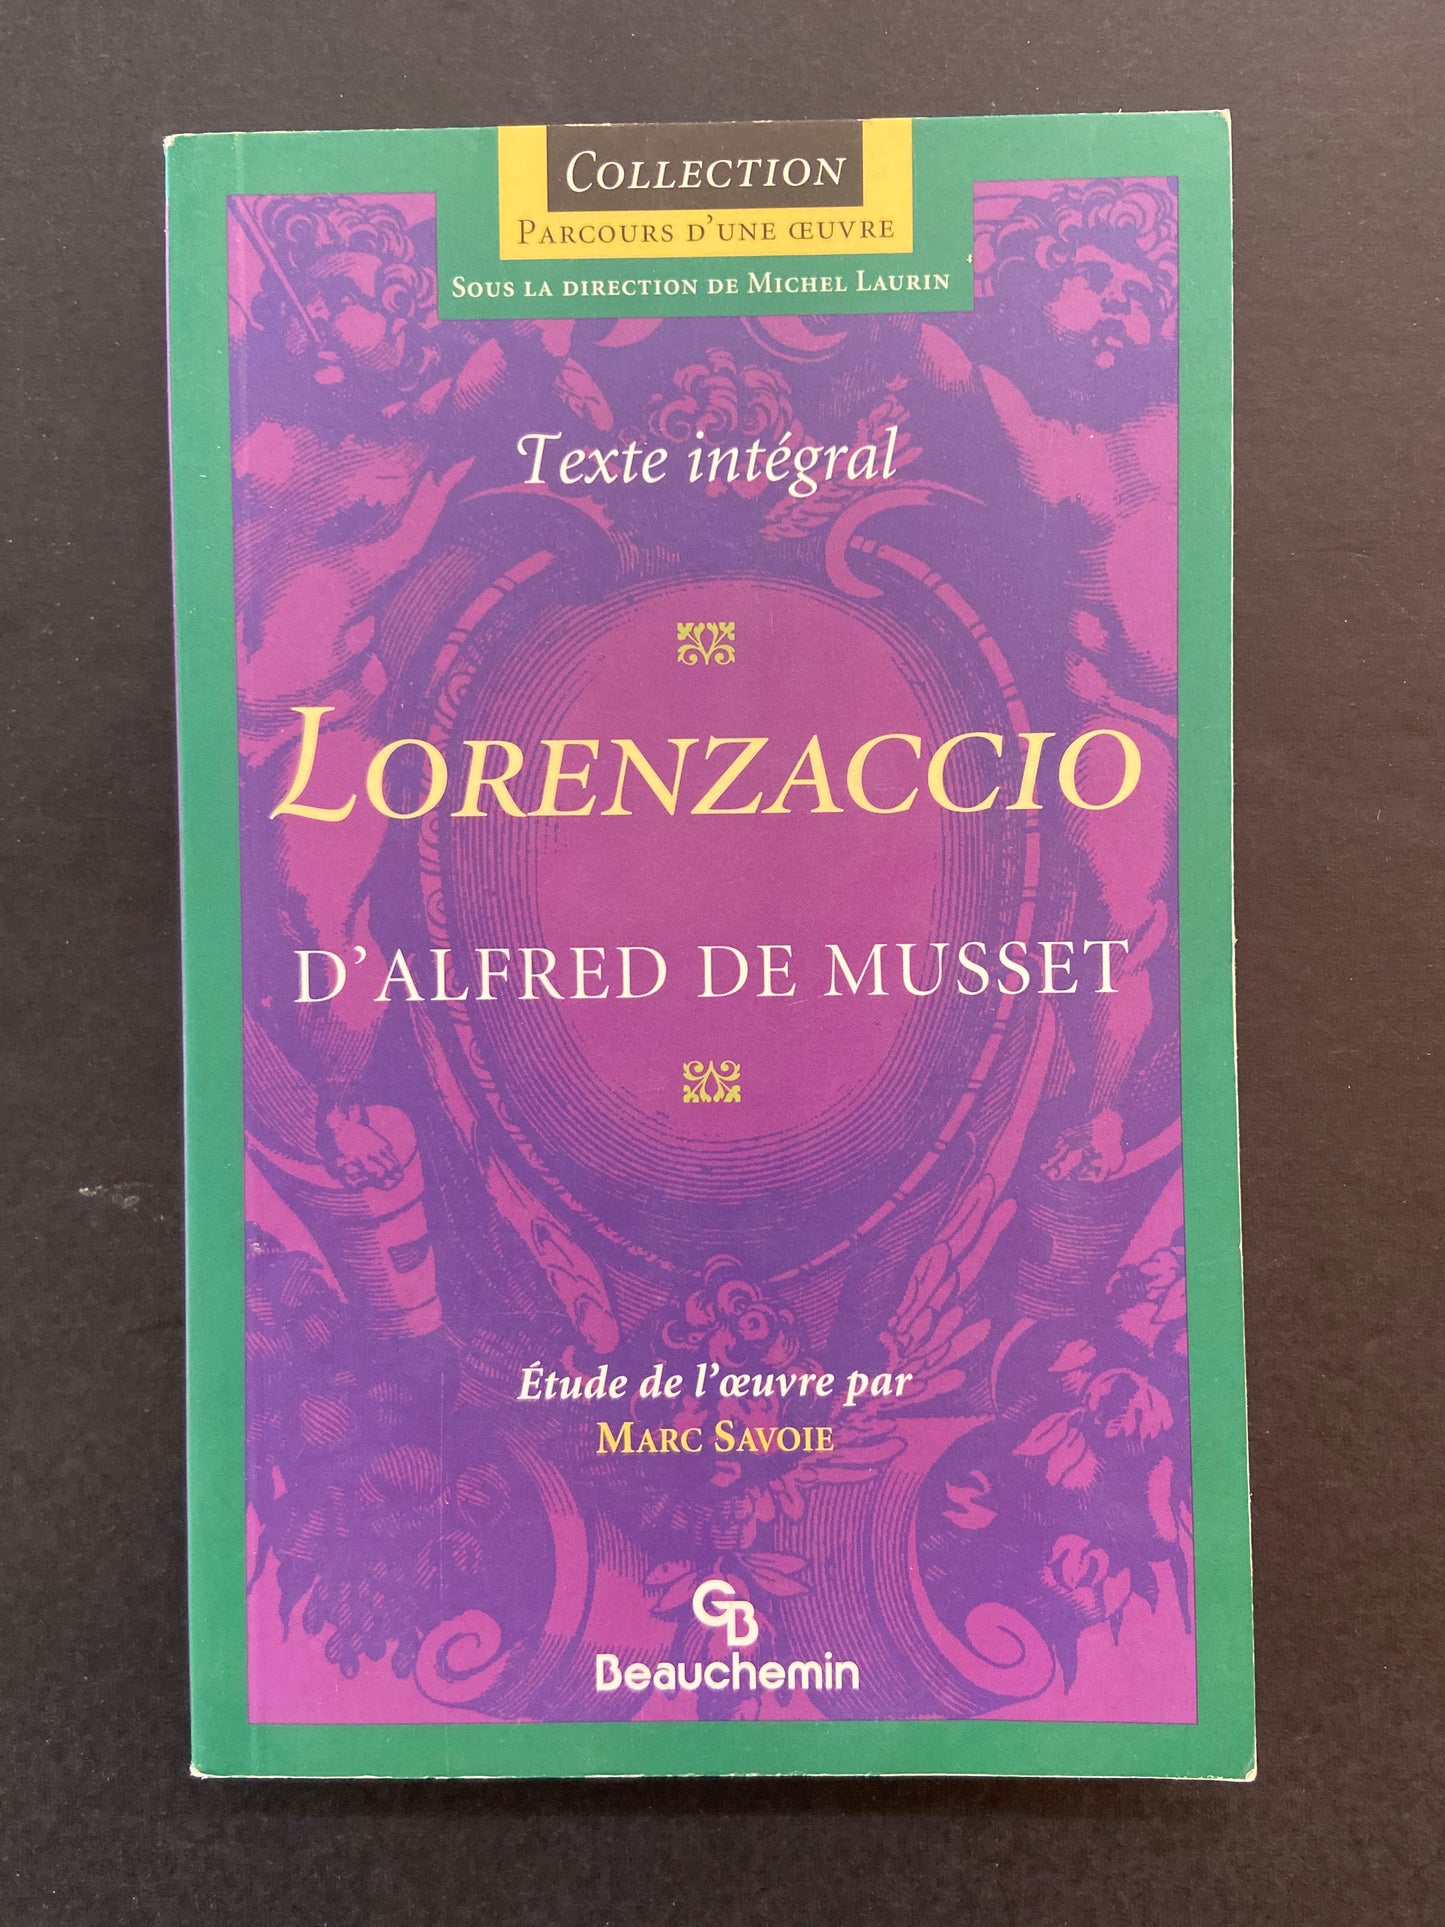 COLLECTION
PARCOURS D'UNE ŒUVRE
SOUS LA DIRECTION DE MICHEL LAURIN
Texte intégral
LORENZACCIO
D'ALFRED DE MUSSET
Étude de l'œuvre par
MARC SAVOIE
GB
Beauchemin